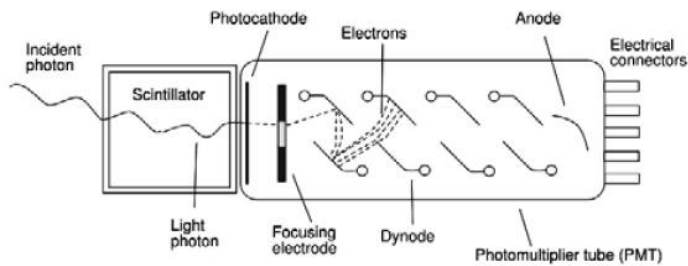 Photocathode
Anode
Incident
photon
Electrons
Electrical
connectors
Scintillator
Light
photon
Focusing
electrode
Dynode
Photomultiplier tube (PMT)